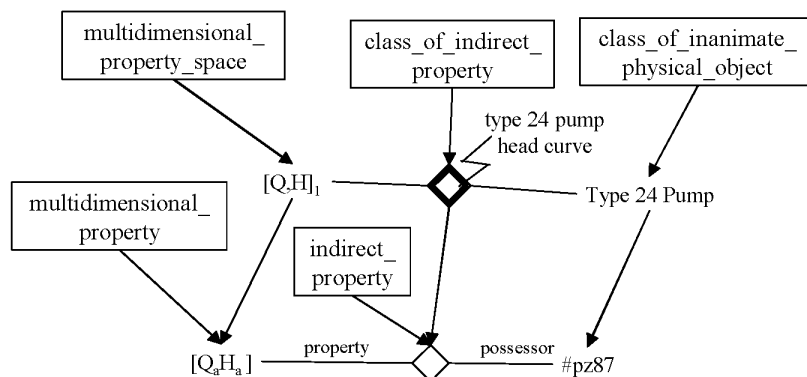 multidimensional_
property_space
class_of_indirect_
property
class_of_inanimate_
physical_object
type 24 pump
head curve
[Q,H]1
Type 24 Pump
multidimensional_
property
indirect_
property
[QaHa]
property
possessor
#pz87